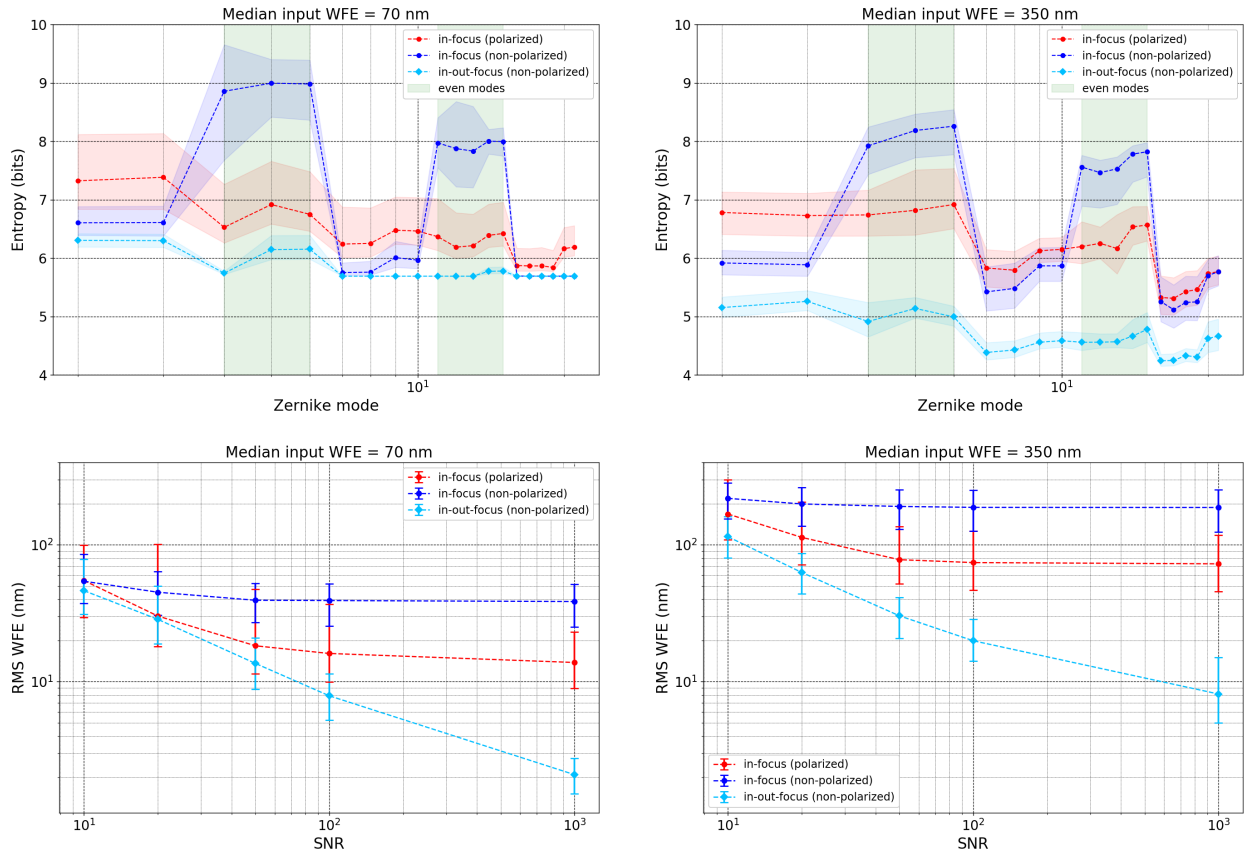 Median input WFE = 70 nm
Entropy (bits)
10
9
8
7
6
5
4
in-focus (polarized)
in-focus (non-polarized)
in-out-focus (non-polarized)
even modes
10^1
Zernike mode
Median input WFE = 350 nm
Entropy (bits)
10
9
8
7
6
5
4
in-focus (polarized)
in-focus (non-polarized)
in-out-focus (non-polarized)
even modes
10^1
Zernike mode
Median input WFE = 70 nm
RMS WFE (nm)
10^2
10^1
in-focus (polarized)
in-focus (non-polarized)
in-out-focus (non-polarized)
10^1
10^2
10^3
SNR
Median input WFE = 350 nm
RMS WFE (nm)
10^2
10^1
in-focus (polarized)
in-focus (non-polarized)
in-out-focus (non-polarized)
10^1
10^2
10^3
SNR